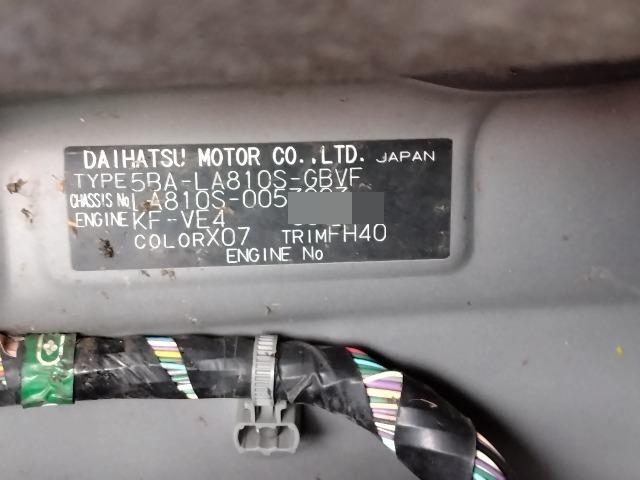 DAIHATSU MOTOR CO.,LTD. JAPAN
TYPE 5BA-LA810S-GBVF
CHASSIS No LA810S-005
ENGINE KF-VE4
COLOR X07 TRIM FH40
ENGINE No